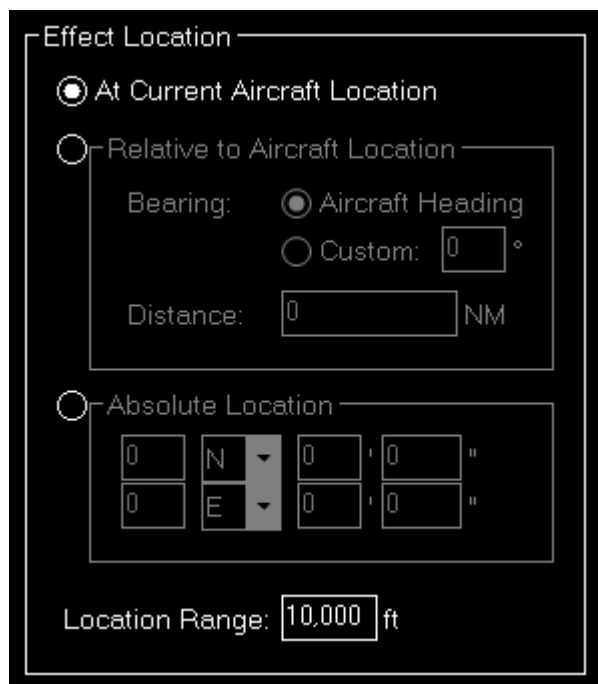 Effect Location
At Current Aircraft Location
Relative to Aircraft Location
Bearing: Aircraft Heading
Custom: 0 °
Distance: 0 NM
Absolute Location
0 N 0 ' 0 "
0 E 0 ' 0 "
Location Range: 10,000 ft